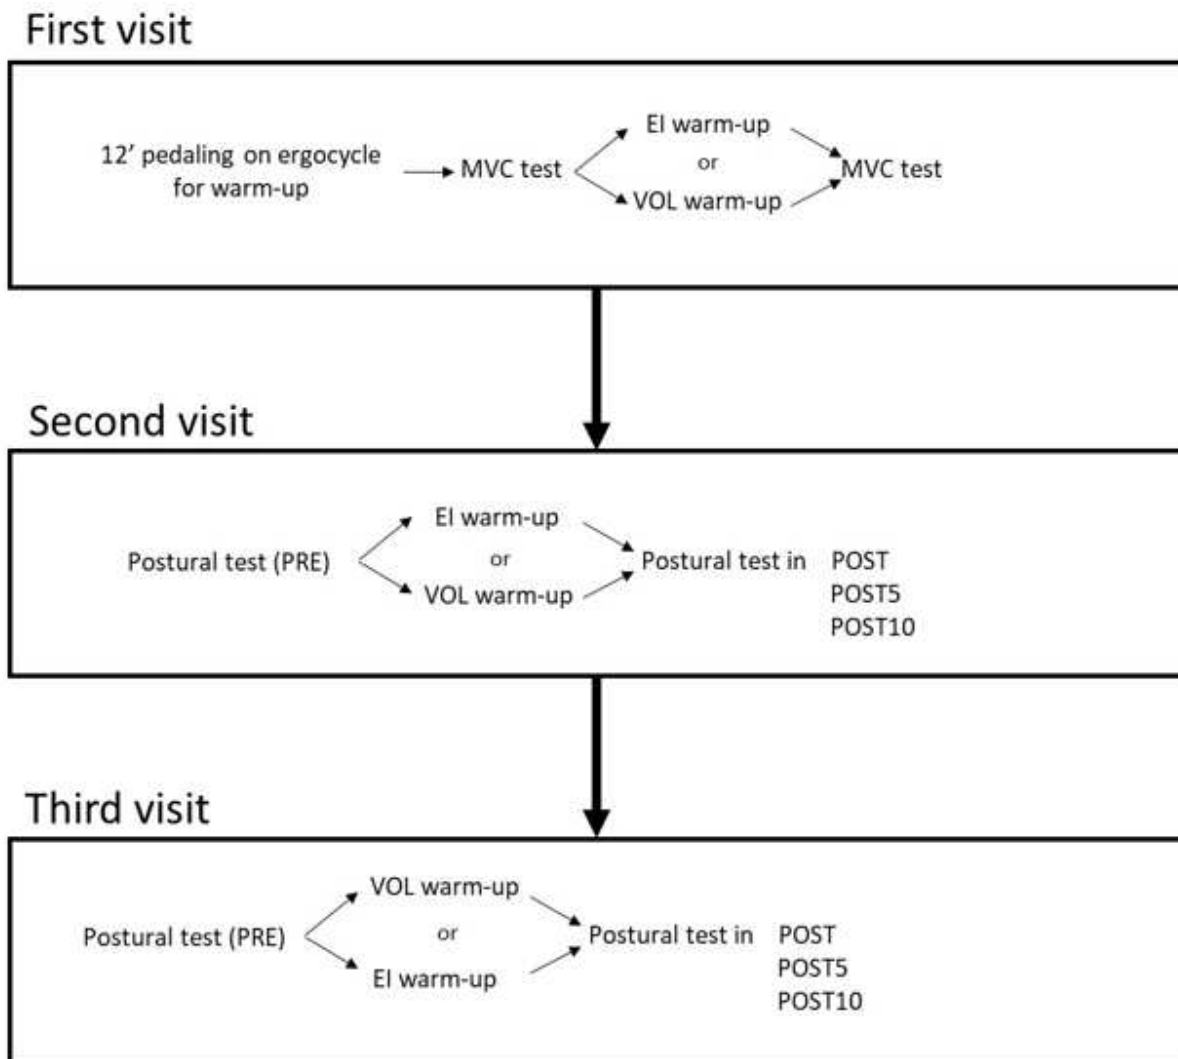 First visit
12' pedaling on ergocycle
for warm-up
MVC test
EI warm-up
or
VOL warm-up
MVC test
Second visit
Postural test (PRE)
EI warm-up
or
VOL warm-up
Postural test in POST
POST5
POST10
Third visit
Postural test (PRE)
VOL warm-up
or
EI warm-up
Postural test in POST
POST5
POST10